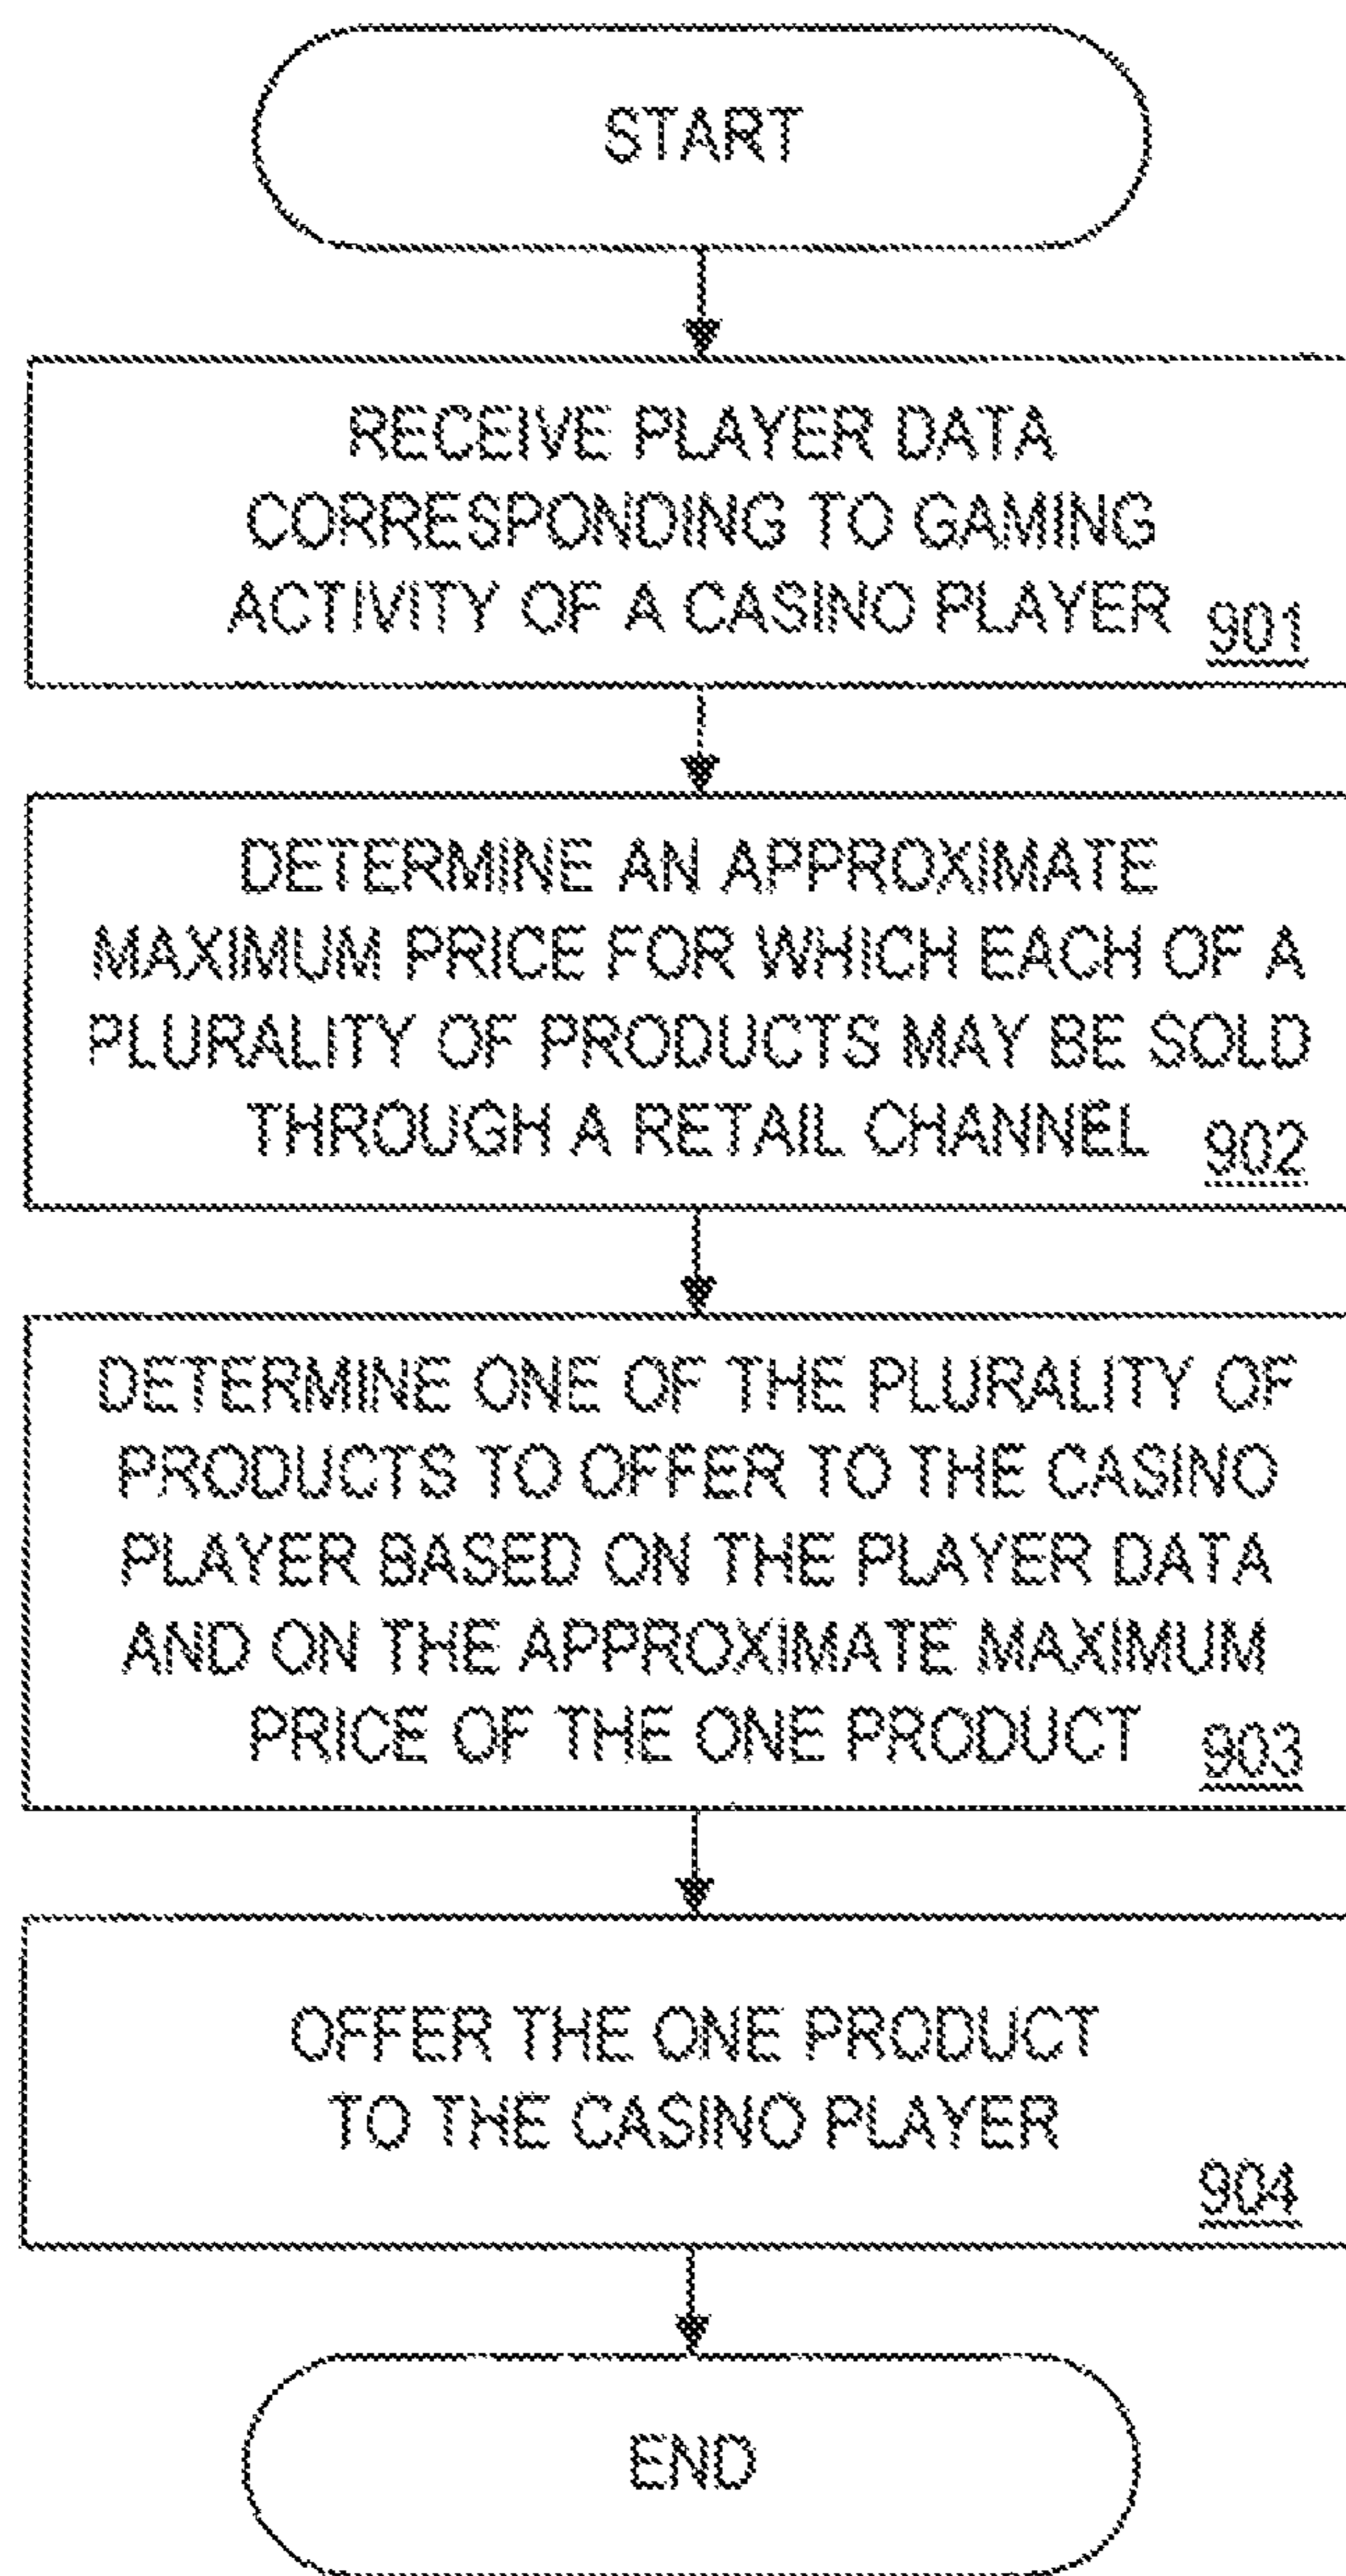 START
RECEIVE PLAYER DATA
CORRESPONDING TO GAMING
ACTIVITY OF A CASINO PLAYER 901
DETERMINE AN APPROXIMATE
MAXIMUM PRICE FOR WHICH EACH OF A
PLURALITY OF PRODUCTS MAY BE SOLD
THROUGH A RETAIL CHANNEL 902
DETERMINE ONE OF THE PLURALITY OF
PRODUCTS TO OFFER TO THE CASINO
PLAYER BASED ON THE PLAYER DATA
AND ON THE APPROXIMATE MAXIMUM
PRICE OF THE ONE PRODUCT 903
OFFER THE ONE PRODUCT
TO THE CASINO PLAYER
904
END